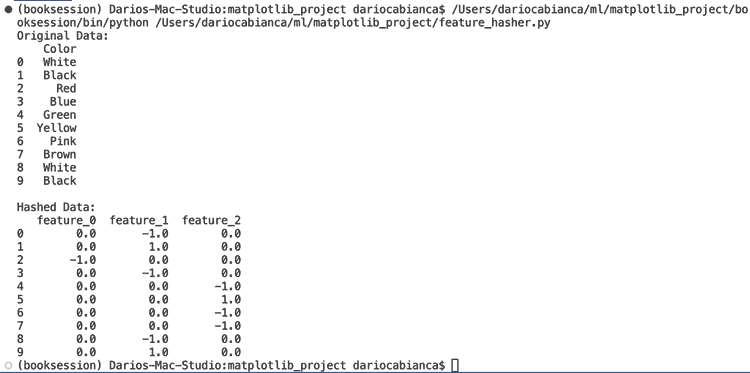 (booksession) Darios-Mac-Studio:matplotlib_project dariocabianca$ /Users/dariocabianca/ml/matplotlib_project/bo
oksession/bin/python /Users/dariocabianca/ml/matplotlib_project/feature_hasher.py
Original Data:
    Color
0   White
1   Black
2     Red
3    Blue
4   Green
5  Yellow
6    Pink
7   Brown
8   White
9   Black

Hashed Data:
   feature_0  feature_1  feature_2
0        0.0       -1.0        0.0
1        0.0        1.0        0.0
2       -1.0        0.0        0.0
3        0.0       -1.0        0.0
4        0.0        0.0       -1.0
5        0.0        0.0        1.0
6        0.0        0.0       -1.0
7        0.0        0.0       -1.0
8        0.0       -1.0        0.0
9        0.0        1.0        0.0
(booksession) Darios-Mac-Studio:matplotlib_project dariocabianca$